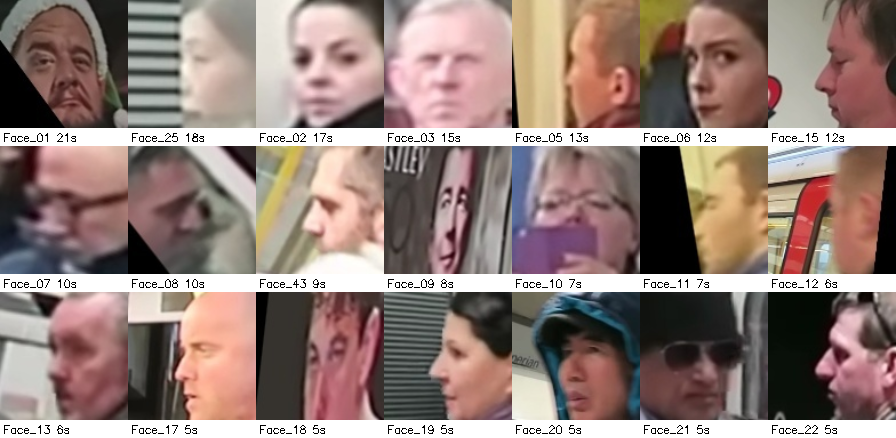 Face_01 21s
Face_25 18s
Face_02 17s
Face_03 15s
Face_05 13s
Face_06 12s
Face_15 12s
STLEY
Face_07 10s
Face_08 10s
Face_43 9s
Face_09 8s
Face_10 7s
Face_11 7s
Face_12 6s
perian
Face_13 6s
Face_17 5s
Face_18 5s
Face_19 5s
Face_20 5s
Face_21 5s
Face_22 5s